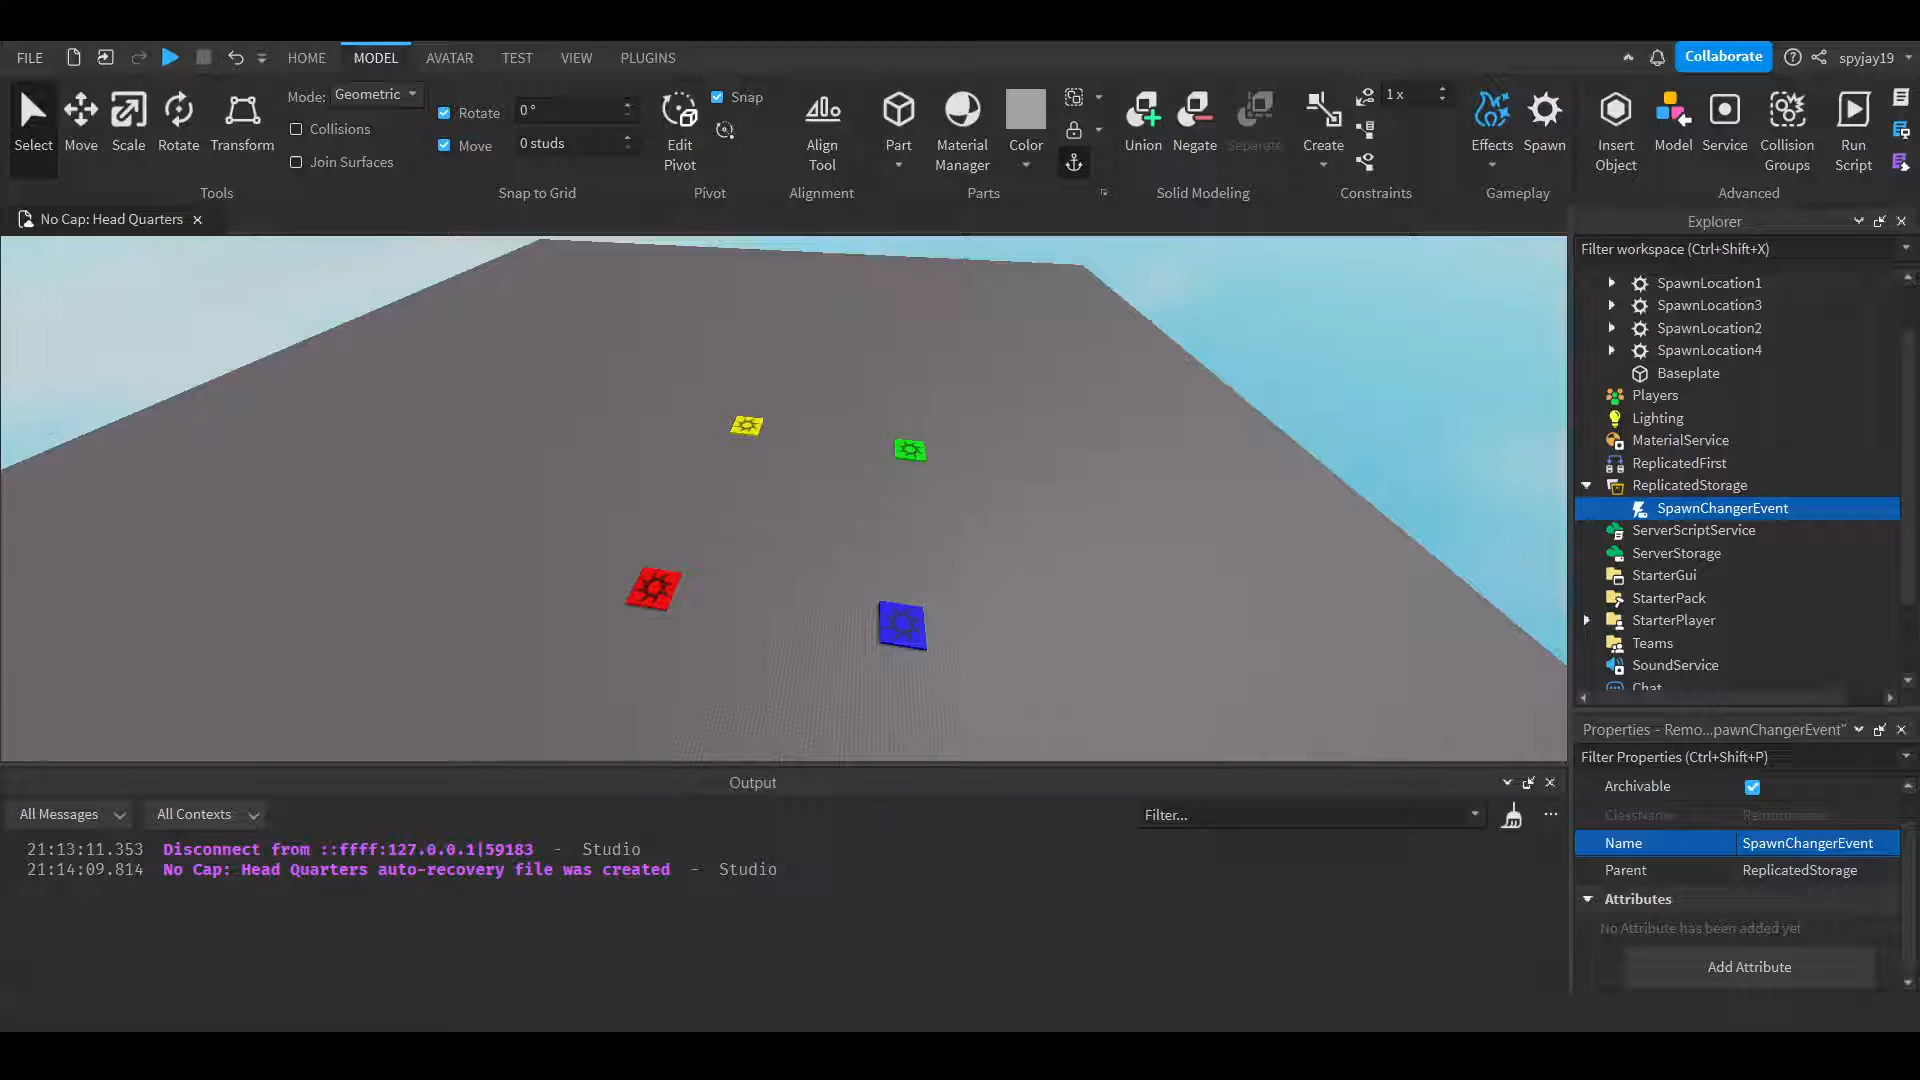 FILE HOME MODEL AVATAR TEST VIEW PLUGINS Collaborate spyjay19
Select Move Scale Rotate Transform
Mode: Geometric
Collisions
Join Surfaces
Rotate 0 °
Move 0 studs
Edit Pivot
Snap
Align Tool
Part
Material Manager
Color
Union Negate Separate
Create
1 x
Effects Spawn
Insert Object
Model Service
Collision Groups
Run Script
Tools Snap to Grid Pivot Alignment Parts Solid Modeling Constraints Gameplay Advanced
No Cap: Head Quarters
Explorer
Filter workspace (Ctrl+Shift+X)
SpawnLocation1
SpawnLocation3
SpawnLocation2
SpawnLocation4
Baseplate
Players
Lighting
MaterialService
ReplicatedFirst
ReplicatedStorage
SpawnChangerEvent
ServerScriptService
ServerStorage
StarterGui
StarterPack
StarterPlayer
Teams
SoundService
Chat
Properties - Remo...pawnChangerEvent"
Filter Properties (Ctrl+Shift+P)
Archivable
ClassName
Name SpawnChangerEvent
Parent ReplicatedStorage
Attributes
No Attribute has been added yet
Add Attribute
Output
All Messages All Contexts Filter...
21:13:11.353 Disconnect from ::ffff:127.0.0.1|59183 - Studio
21:14:09.814 No Cap: Head Quarters auto-recovery file was created - Studio